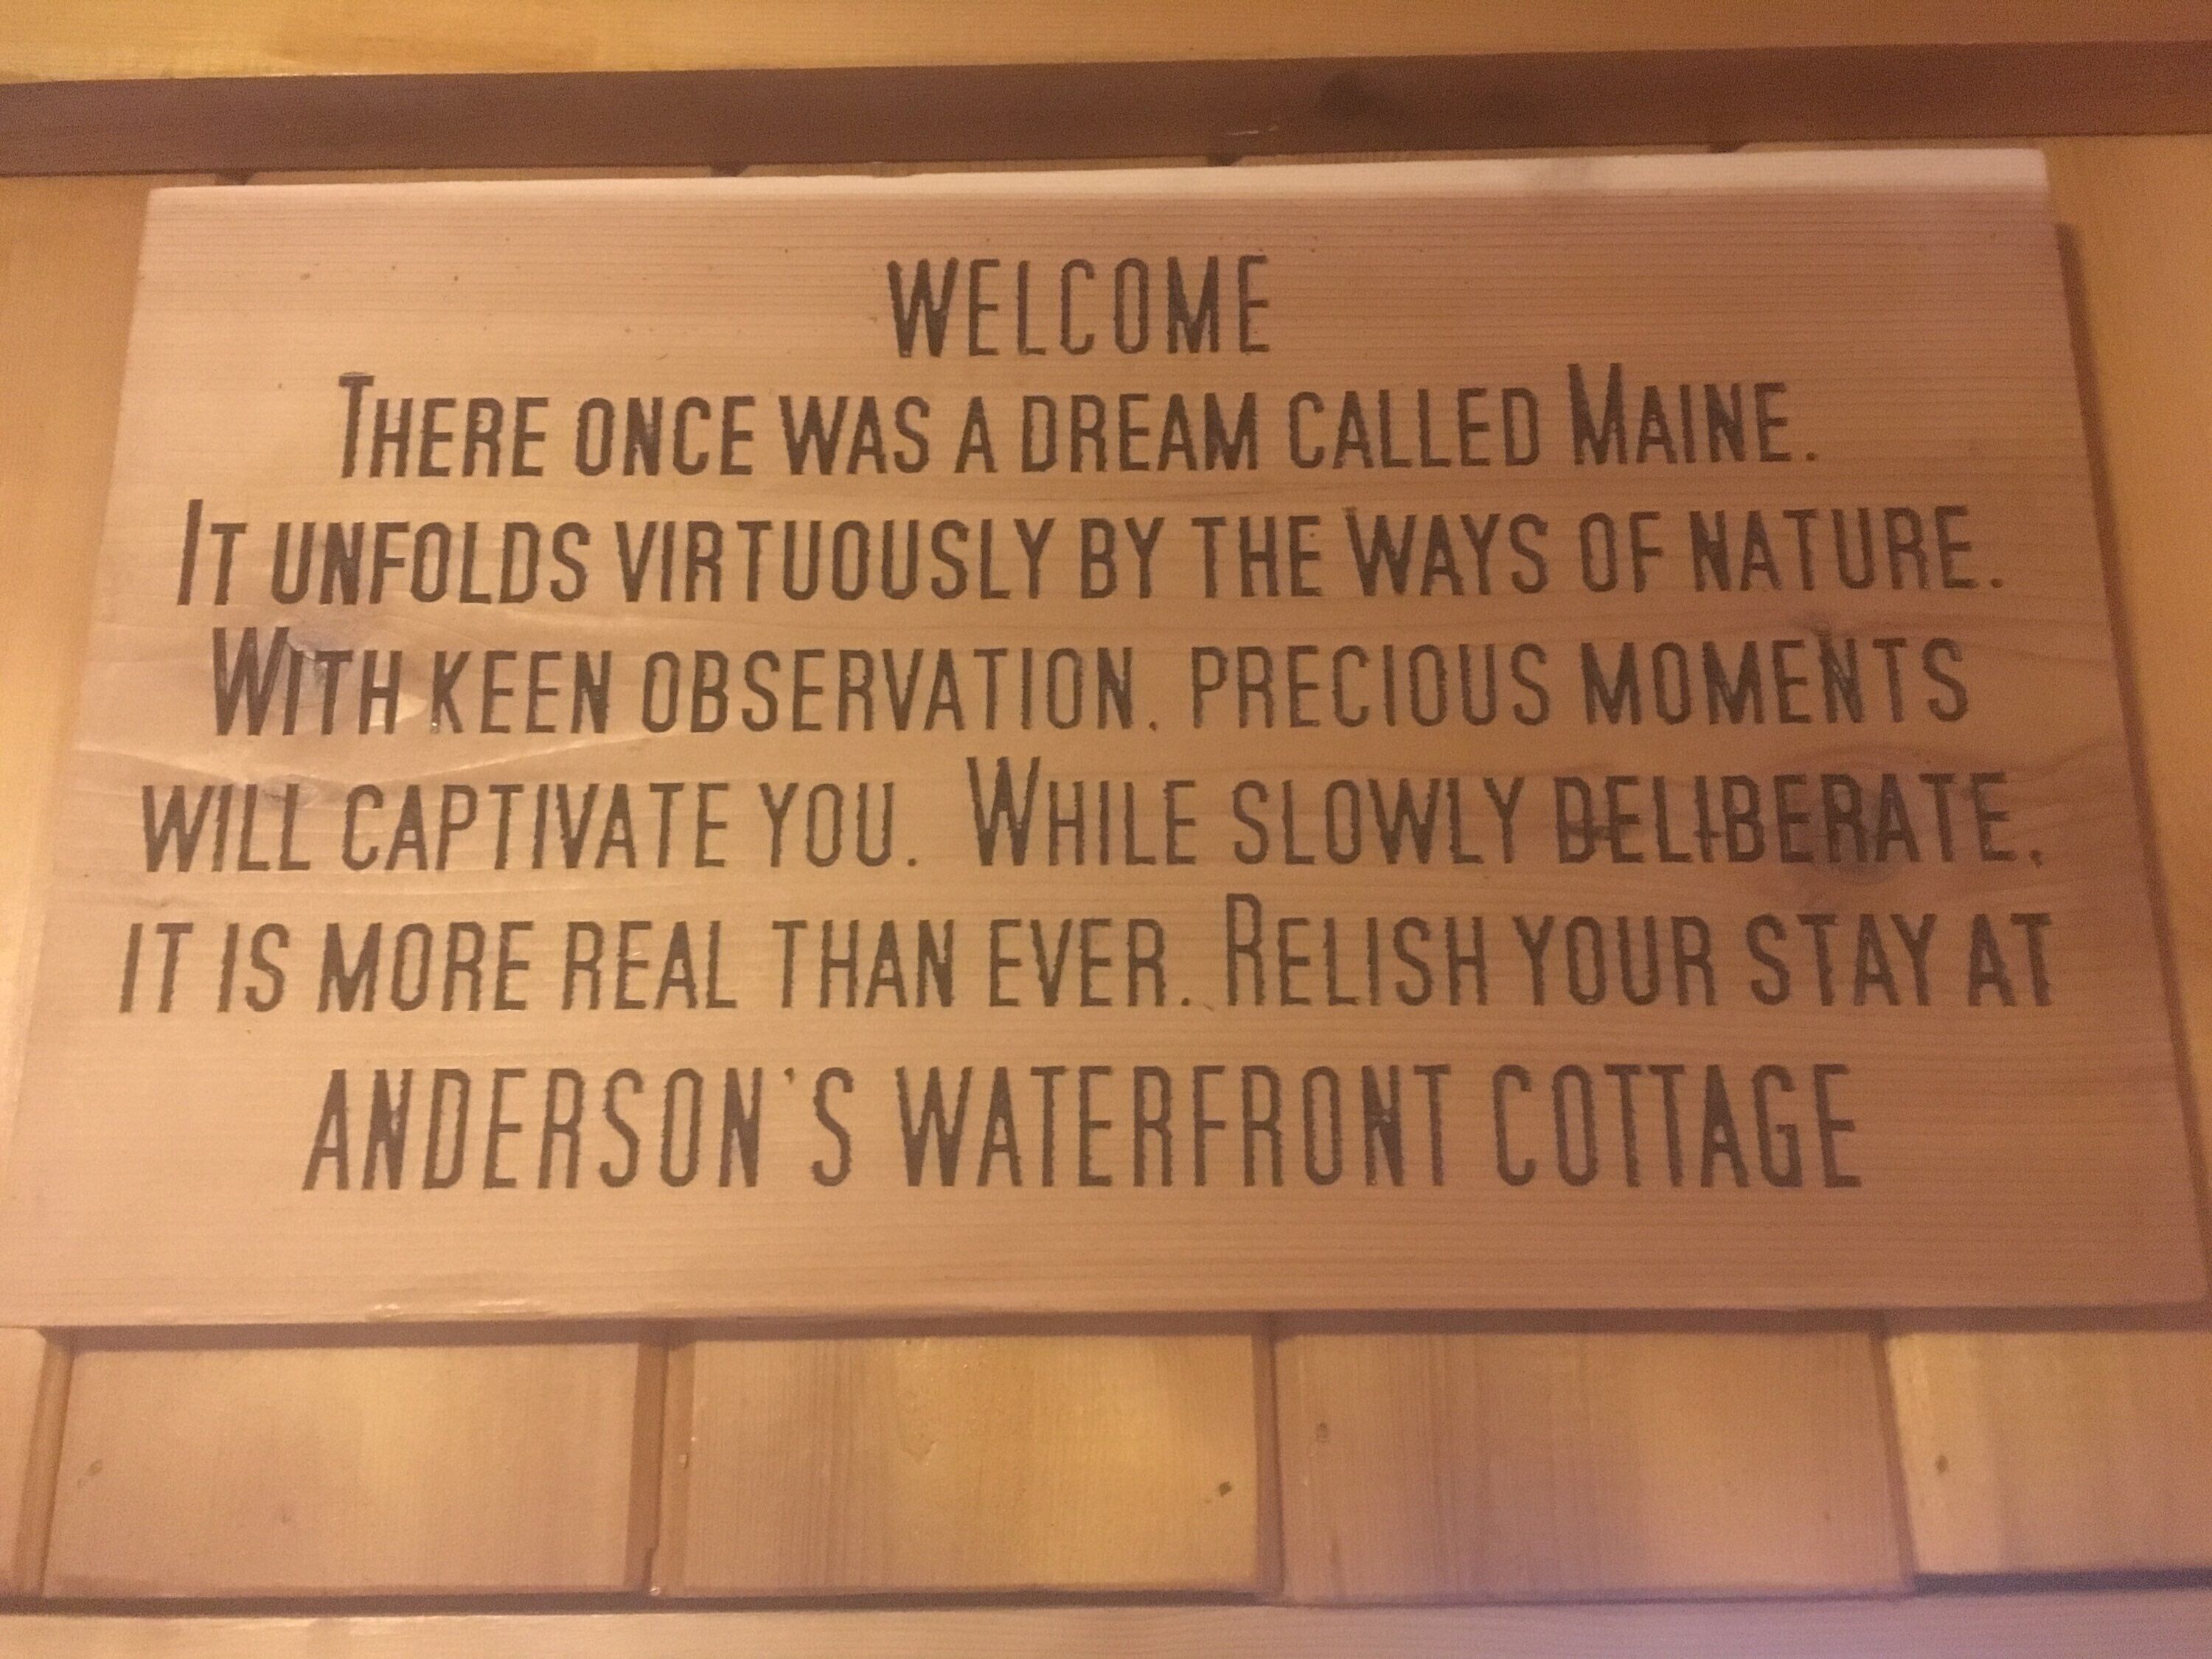 WELCOME
THERE ONCE WAS A DREAM CALLED MAINE.
IT UNFOLDS VIRTUOUSLY BY THE WAYS OF NATURE.
WITH KEEN OBSERVATION, PRECIOUS MOMENTS
WILL CAPTIVATE YOU. WHILE SLOWLY DELIBERATE,
IT IS MORE REAL THAN EVER. RELISH YOUR STAY AT
ANDERSON'S WATERFRONT COTTAGE